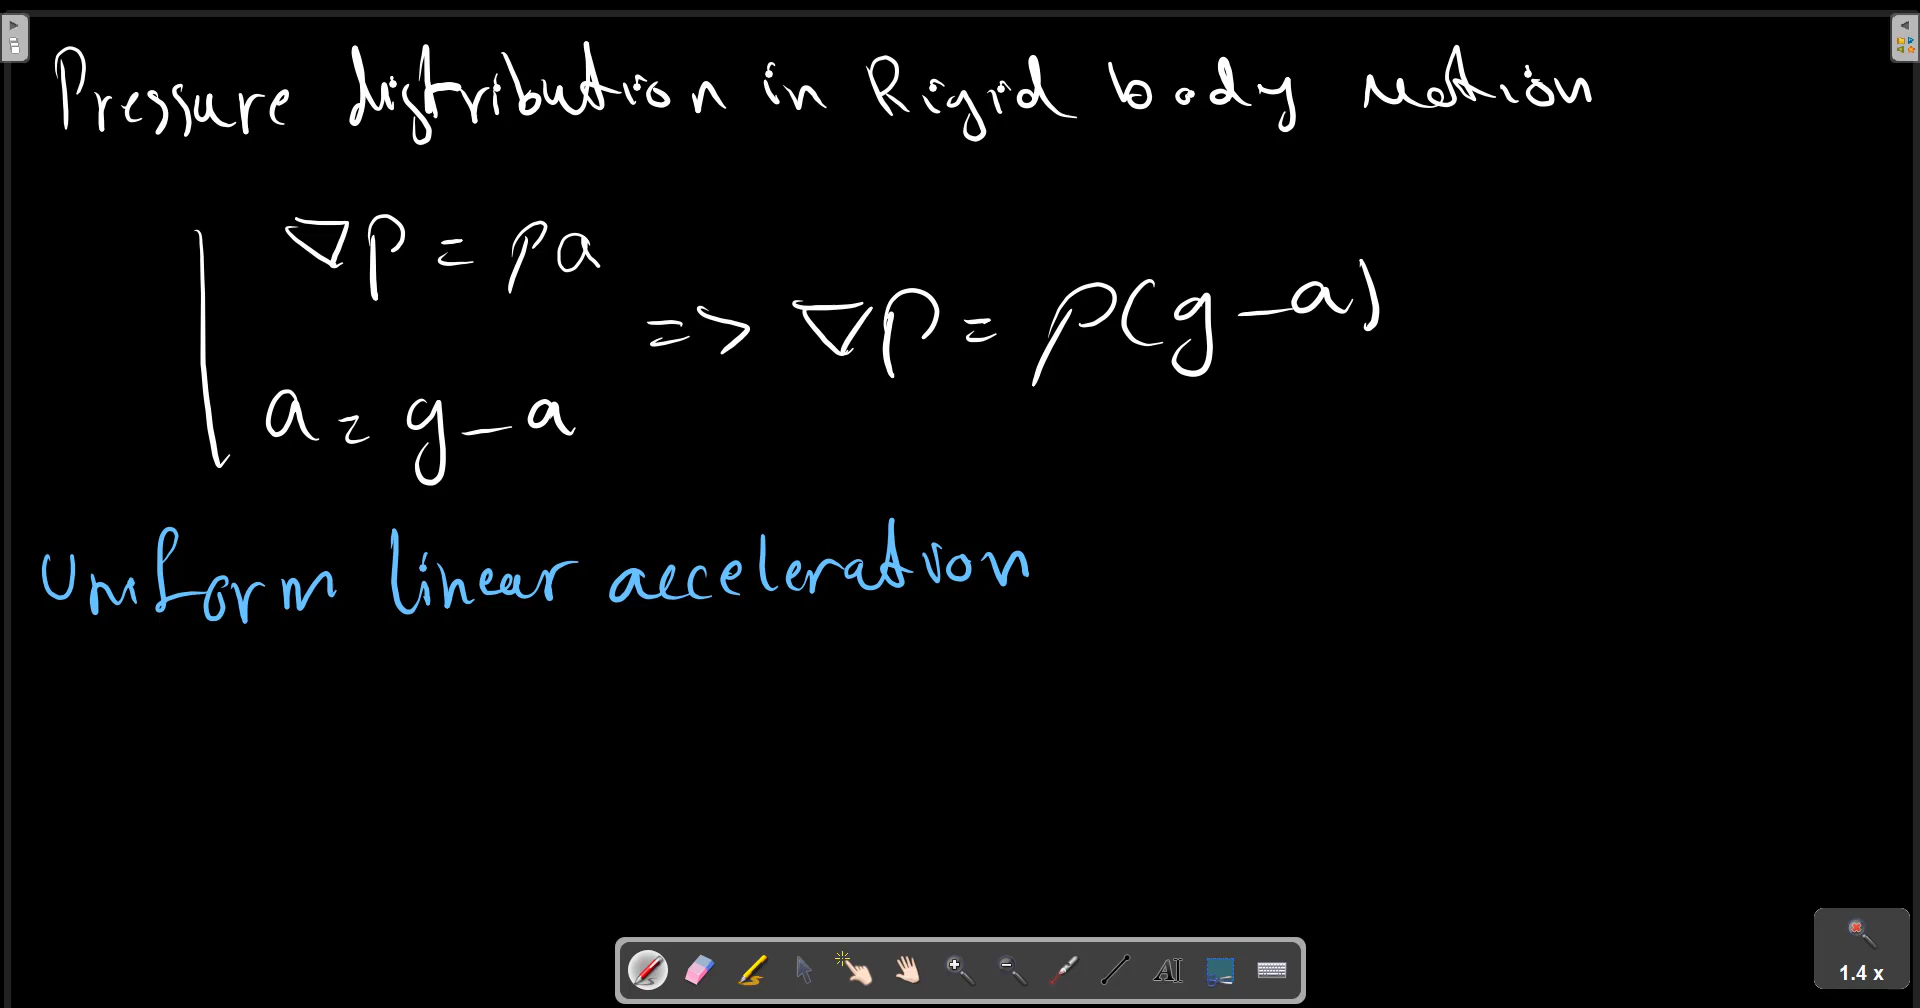 Pressure distribution in Rigid body motion
∇P = ρa
=> ∇P = ρ(g - a)
a = g - a
Uniform linear acceleration
1.4 x